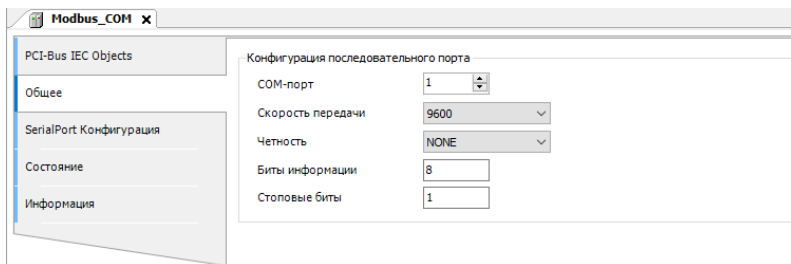 Modbus_COM x
PCI-Bus IEC Objects
Общее
SerialPort Конфигурация
Состояние
Информация
Конфигурация последовательного порта
COM-порт 1
Скорость передачи 9600
Четность NONE
Биты информации 8
Стоповые биты 1